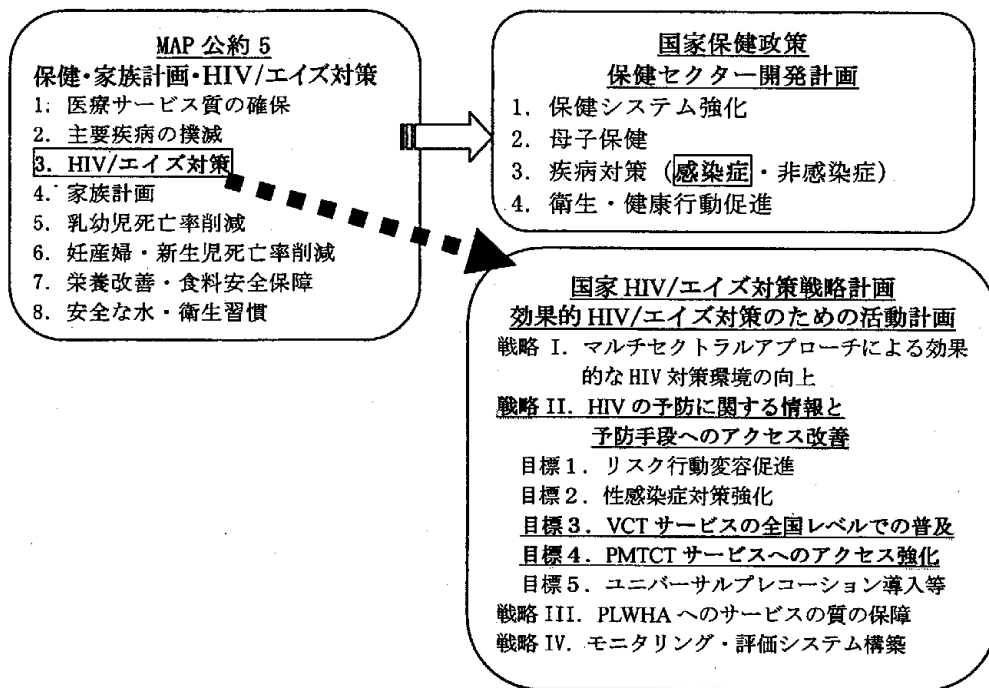 MAP 公約 5
保健・家族計画・HIV/エイズ対策
1. 医療サービス質の確保
2. 主要疾病の撲滅
3. HIV/エイズ対策
4. 家族計画
5. 乳幼児死亡率削減
6. 妊産婦・新生児死亡率削減
7. 栄養改善・食料安全保障
8. 安全な水・衛生習慣
国家保健政策
保健セクター開発計画
1. 保健システム強化
2. 母子保健
3. 疾病対策（感染症・非感染症）
4. 衛生・健康行動促進
国家 HIV/エイズ対策戦略計画
効果的 HIV/エイズ対策のための活動計画
戦略 I. マルチセクトラルアプローチによる効果
的な HIV 対策環境の向上
戦略 II. HIV の予防に関する情報と
予防手段へのアクセス改善
目標１．リスク行動変容促進
目標２．性感染症対策強化
目標３．VCT サービスの全国レベルでの普及
目標４．PMTCT サービスへのアクセス強化
目標５．ユニバーサルプレコーション導入等
戦略 III. PLWHA へのサービスの質の保障
戦略 IV. モニタリング・評価システム構築